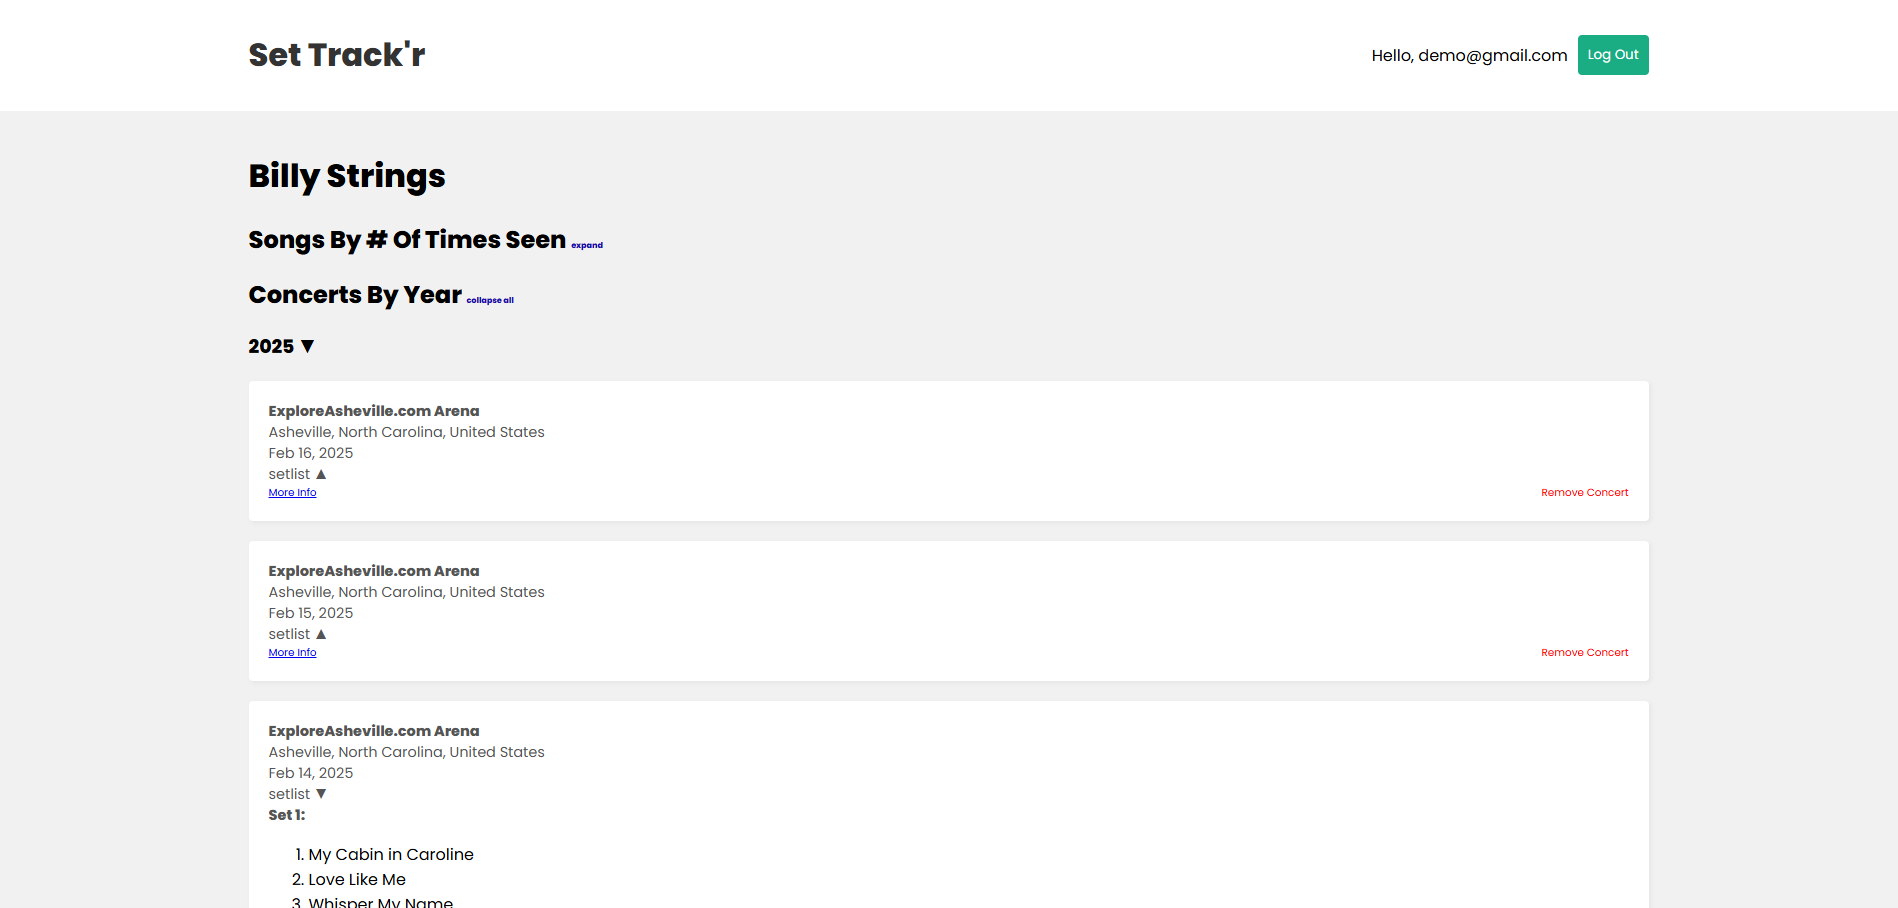 Set Track'r
Hello, demo@gmail.com Log Out
Billy Strings
Songs By # Of Times Seen expand
Concerts By Year collapse all
2025 ▼
ExploreAsheville.com Arena
Asheville, North Carolina, United States
Feb 16, 2025
setlist ▲
More Info Remove Concert
ExploreAsheville.com Arena
Asheville, North Carolina, United States
Feb 15, 2025
setlist ▲
More Info Remove Concert
ExploreAsheville.com Arena
Asheville, North Carolina, United States
Feb 14, 2025
setlist ▼
Set 1:
1. My Cabin in Caroline
2. Love Like Me
3. Whisper My Name